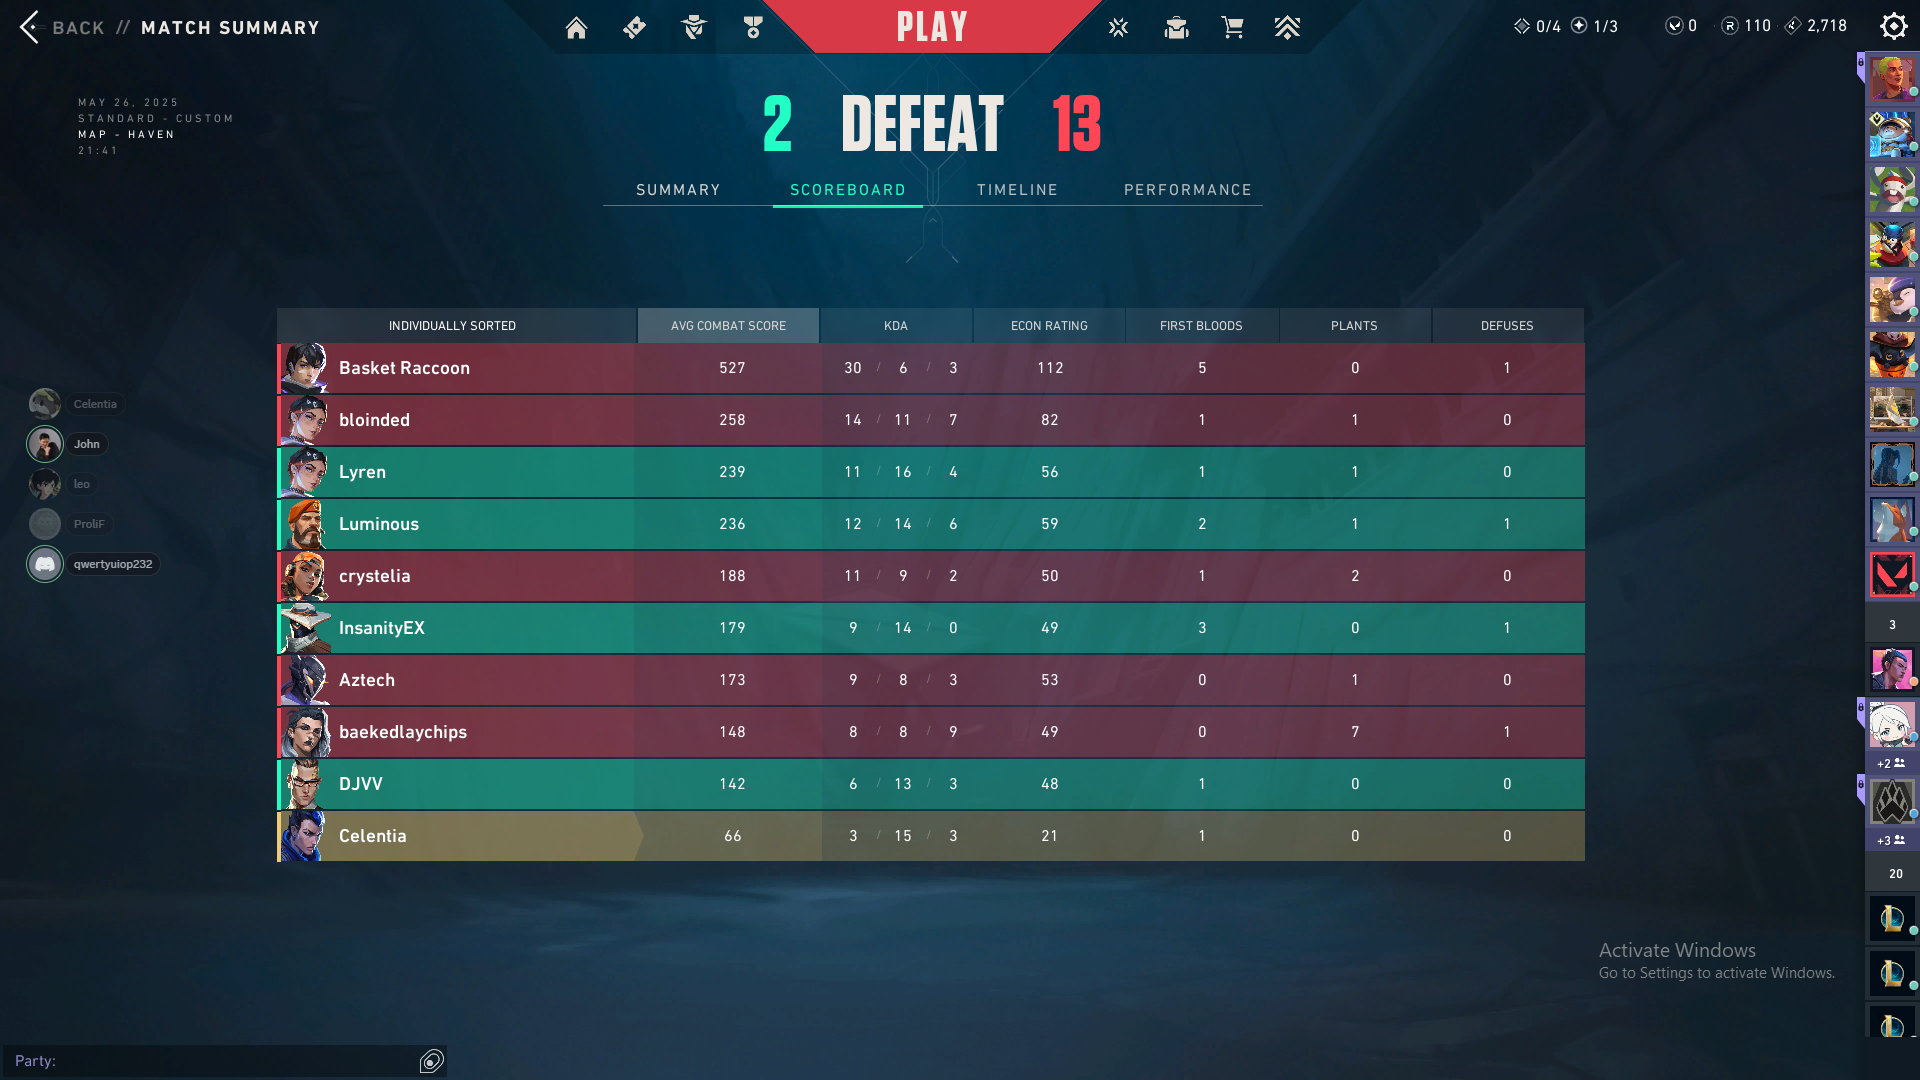 BACK // MATCH SUMMARY
PLAY
0/4 1/3 0 110 2,718
MAY 26, 2025
STANDARD - CUSTOM
MAP - HAVEN
21:41
2 DEFEAT 13
SUMMARY SCOREBOARD TIMELINE PERFORMANCE
INDIVIDUALLY SORTED AVG COMBAT SCORE KDA ECON RATING FIRST BLOODS PLANTS DEFUSES
Basket Raccoon 527 30 / 6 / 3 112 5 0 1
bloinded 258 14 / 11 / 7 82 1 1 0
Lyren 239 11 / 16 / 4 56 1 1 0
Luminous 236 12 / 14 / 6 59 2 1 1
crystelia 188 11 / 9 / 2 50 1 2 0
InsanityEX 179 9 / 14 / 0 49 3 0 1
Aztech 173 9 / 8 / 3 53 0 1 0
baekedlaychips 148 8 / 8 / 9 49 0 7 1
DJVV 142 6 / 13 / 3 48 1 0 0
Celentia 66 3 / 15 / 3 21 1 0 0
Celentia
John
leo
ProliF
qwertyuiop232
3
+2
+3
20
Activate Windows
Go to Settings to activate Windows.
Party: